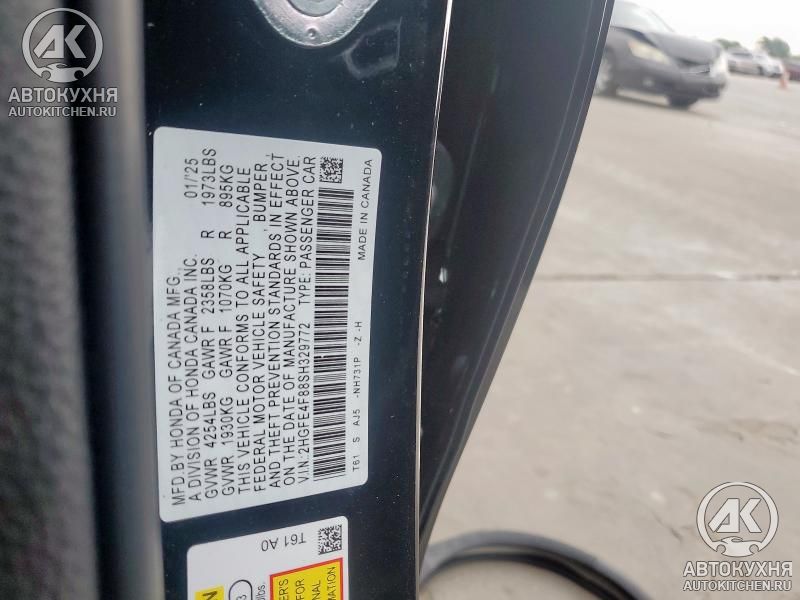 AK
АВТОКУХНЯ
AUTOKITCHEN.RU
MFD.BY HONDA OF CANADA MFG., 01/'25
A DIVISION OF HONDA CANADA INC.
GVWR 4254LBS GAWR F 2358LBS R 1973LBS
GVWR 1930KG GAWR F 1070KG R 895KG
THIS VEHICLE CONFORMS TO ALL APPLICABLE
FEDERAL MOTOR VEHICLE SAFETY, BUMPER,
AND THEFT PREVENTION STANDARDS IN EFFECT
ON THE DATE OF MANUFACTURE SHOWN ABOVE.
V.I.N: 2HGFE4F88SH329772 TYPE: PASSENGER CAR
T61 S AJ5 -NH731P -Z -H MADE IN CANADA
T61 A0
AK
АВТОКУХНЯ
AUTOKITCHEN.RU